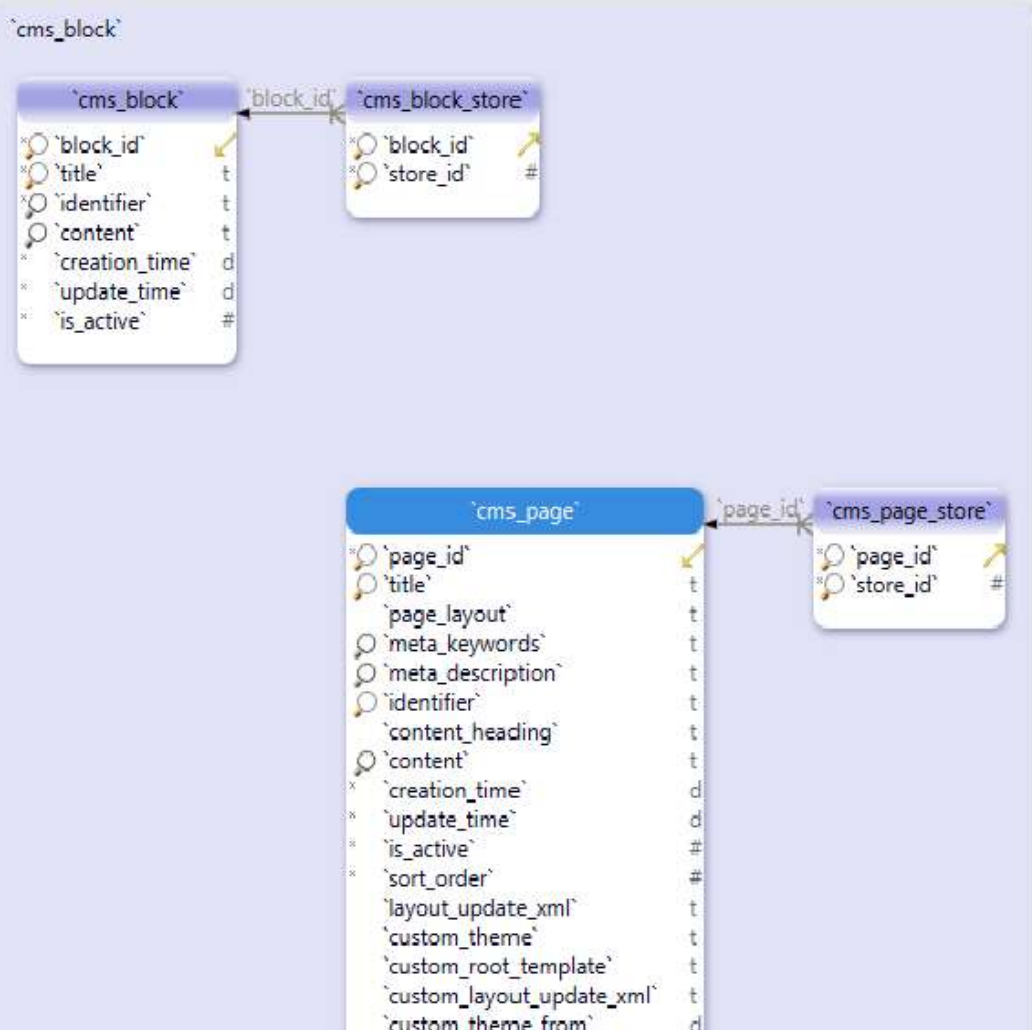 `cms_block`
`cms_block` `block_id` `cms_block_store`
`block_id`
`title` t
`identifier` t
`content` t
`creation_time` d
`update_time` d
`is_active` #
`block_id`
`store_id` #
`cms_page` `page_id` `cms_page_store`
`page_id`
`title` t
`page_layout` t
`meta_keywords` t
`meta_description` t
`identifier` t
`content_heading` t
`content` t
`creation_time` d
`update_time` d
`is_active` #
`sort_order` #
`layout_update_xml` t
`custom_theme` t
`custom_root_template` t
`custom_layout_update_xml` t
`custom_theme_from` d
`page_id`
`store_id` #